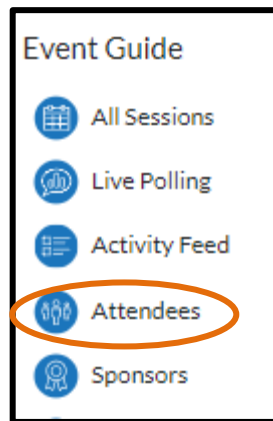 Event Guide
All Sessions
Live Polling
Activity Feed
Attendees
Sponsors